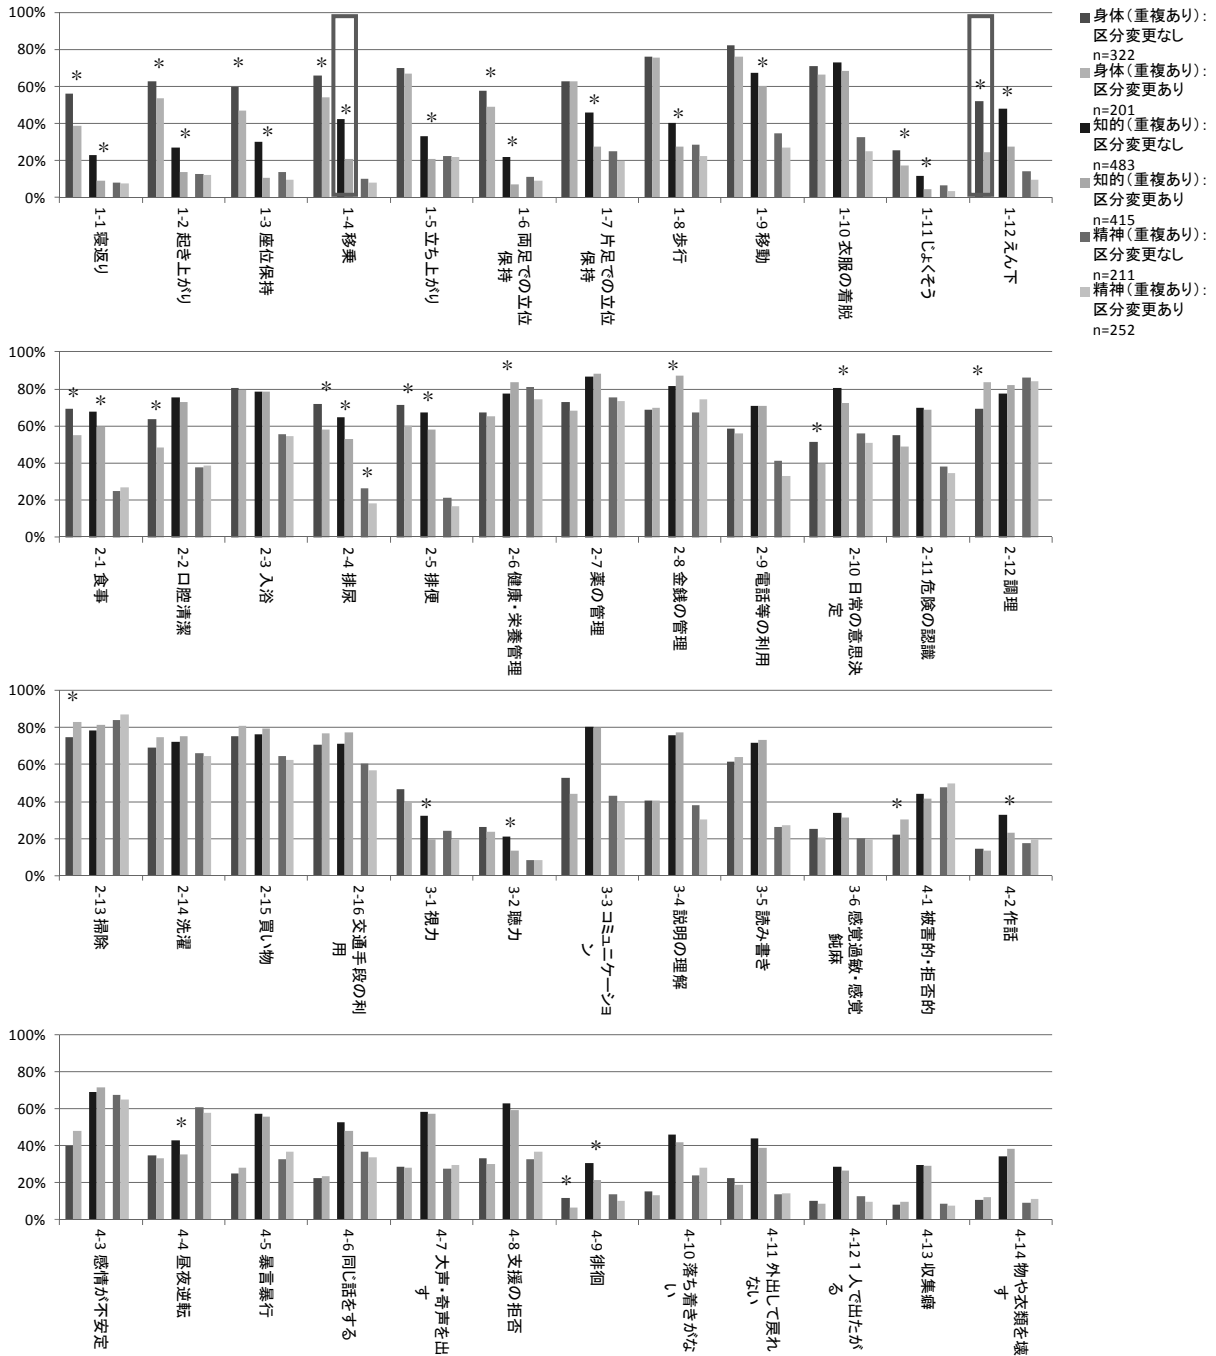 100%
80%
60%
40%
20%
0%
* * * * * * * * * * * * * * * * * * *
1-1 寝返り
1-2 起き上がり
1-3 座位保持
1-4 移乗
1-5 立ち上がり
1-6 両足での立位
保持
1-7 片足での立位
保持
1-8 歩行
1-9 移動
1-10 衣服の着脱
1-11 じょくそう
1-12 えん下
■身体(重複あり):
区分変更なし
n=322
■身体(重複あり):
区分変更あり
n=201
■知的(重複あり):
区分変更なし
n=483
■知的(重複あり):
区分変更あり
n=415
■精神(重複あり):
区分変更なし
n=211
■精神(重複あり):
区分変更あり
n=252
100%
80%
60%
40%
20%
0%
* * * * * * * * * * * * *
2-1 食事
2-2 口腔清潔
2-3 入浴
2-4 排尿
2-5 排便
2-6 健康・栄養管理
2-7 薬の管理
2-8 金銭の管理
2-9 電話等の利用
2-10 日常の意思決
定
2-11 危険の認識
2-12 調理
100%
80%
60%
40%
20%
0%
* * * * *
2-13 掃除
2-14 洗濯
2-15 買い物
2-16 交通手段の利
用
3-1 視力
3-2 聴力
3-3 コミュニケーショ
ン
3-4 説明の理解
3-5 読み書き
3-6 感覚過敏・感覚
鈍麻
4-1 被害的・拒否的
4-2 作話
100%
80%
60%
40%
20%
0%
* * *
4-3 感情が不安定
4-4 昼夜逆転
4-5 暴言暴行
4-6 同じ話をする
4-7 大声・奇声を出
す
4-8 支援の拒否
4-9 徘徊
4-10 落ち着きがな
い
4-11 外出して戻れ
ない
4-12 1人で出たが
る
4-13 収集癖
4-14 物や衣類を壊
す